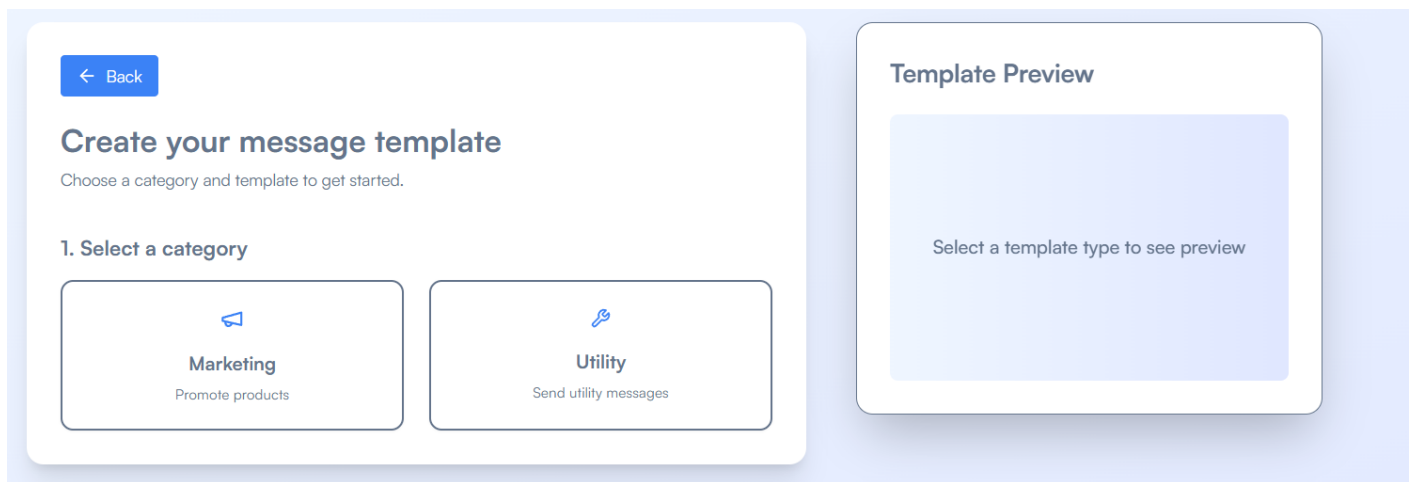 Back
Create your message template
Choose a category and template to get started.
1. Select a category
Marketing
Promote products
Utility
Send utility messages
Template Preview
Select a template type to see preview